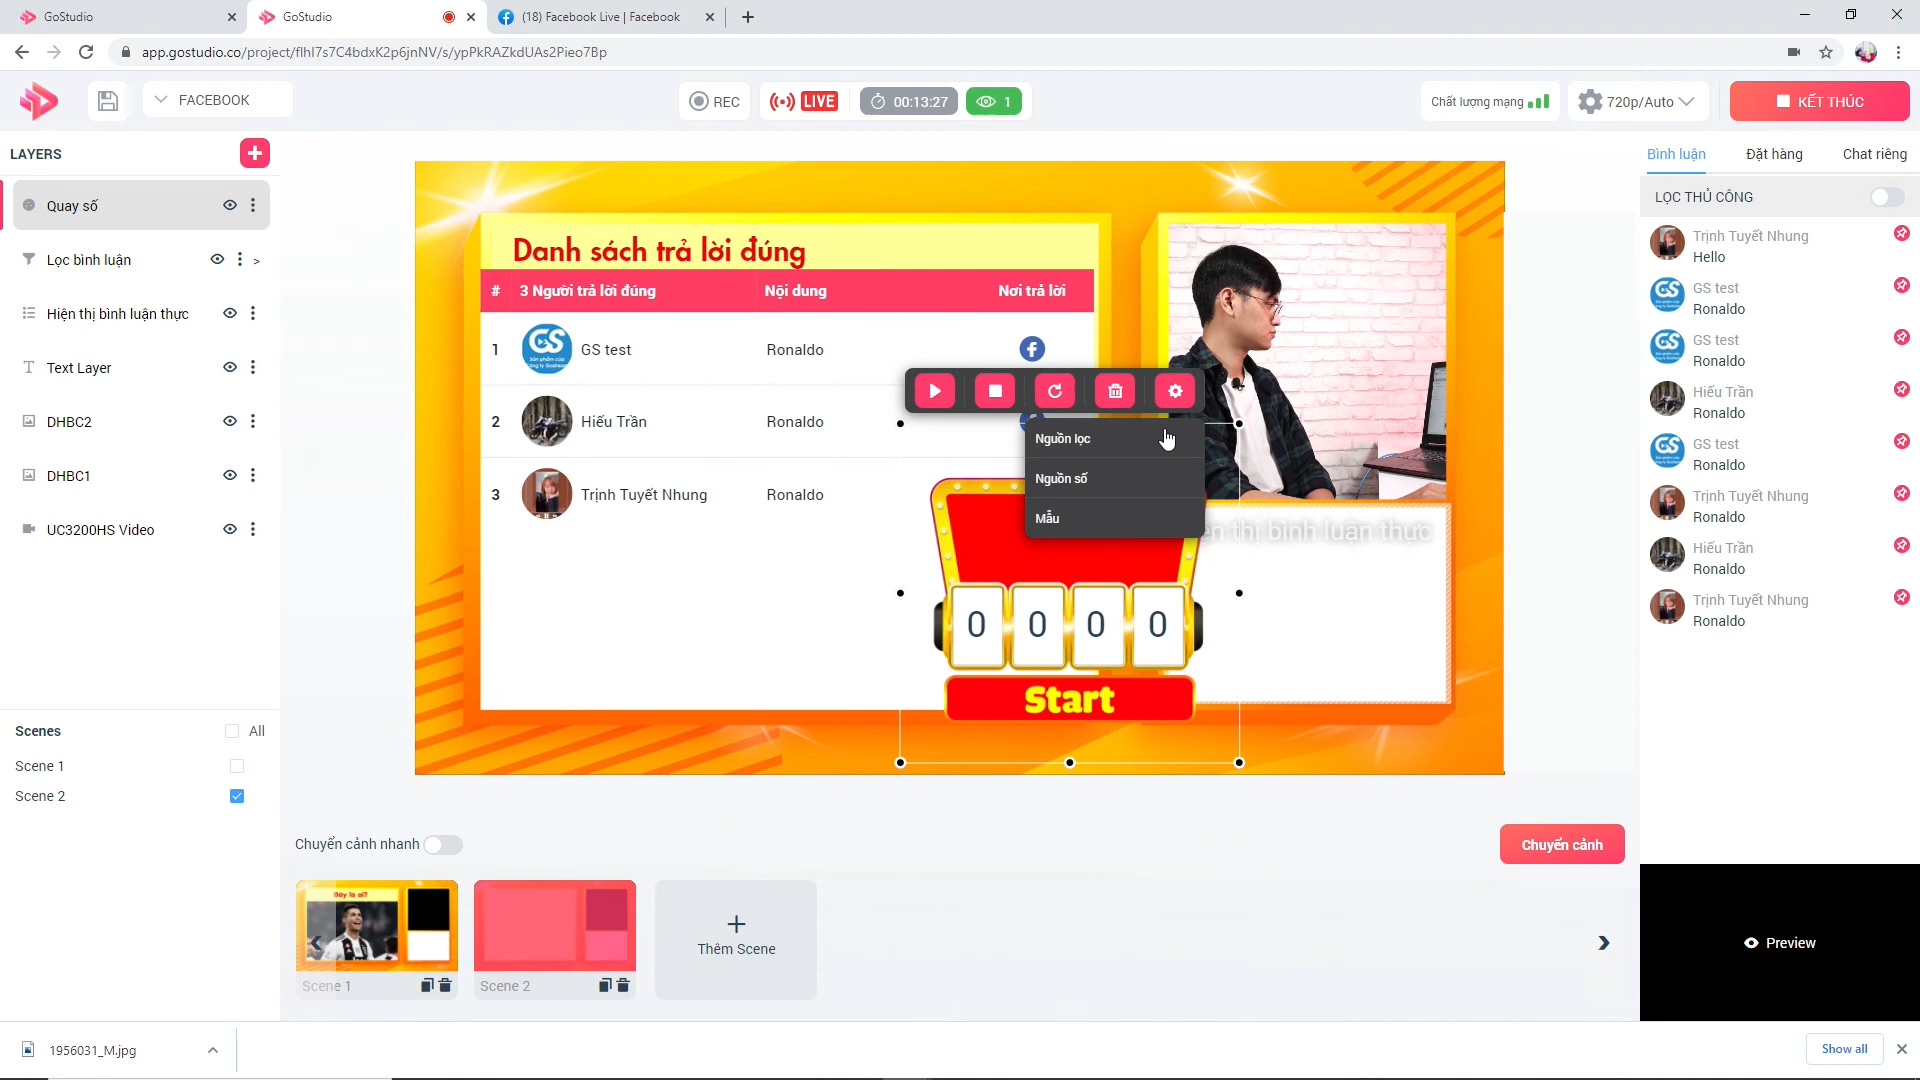 GoStudio
GoStudio
(18) Facebook Live | Facebook
app.gostudio.co/project/flhI7s7C4bdxK2p6jnNV/s/ypPkRAZkdUAs2Pieo7Bp
FACEBOOK
REC
LIVE
00:13:27
1
Chất lượng mạng
720p/Auto
KẾT THÚC
LAYERS
Quay số
Lọc bình luận
>
Hiện thị bình luận thực
Text Layer
DHBC2
DHBC1
UC3200HS Video
Scenes
All
Scene 1
Scene 2
Danh sách trả lời đúng
# 3 Người trả lời đúng Nội dung Nơi trả lời
1 GS test Ronaldo
2 Hiếu Trần Ronaldo
3 Trịnh Tuyết Nhung Ronaldo
Nguồn lọc
Nguồn số
Mẫu
thị bình luận thực
0 0 0 0
Start
Bình luận
Đặt hàng
Chat riêng
LỌC THỦ CÔNG
Trịnh Tuyết Nhung
Hello
GS test
Ronaldo
GS test
Ronaldo
Hiếu Trần
Ronaldo
GS test
Ronaldo
Trịnh Tuyết Nhung
Ronaldo
Hiếu Trần
Ronaldo
Trịnh Tuyết Nhung
Ronaldo
Chuyển cảnh nhanh
Chuyển cảnh
Đây là ai?
Scene 1
Scene 2
Thêm Scene
Preview
1956031_M.jpg
Show all